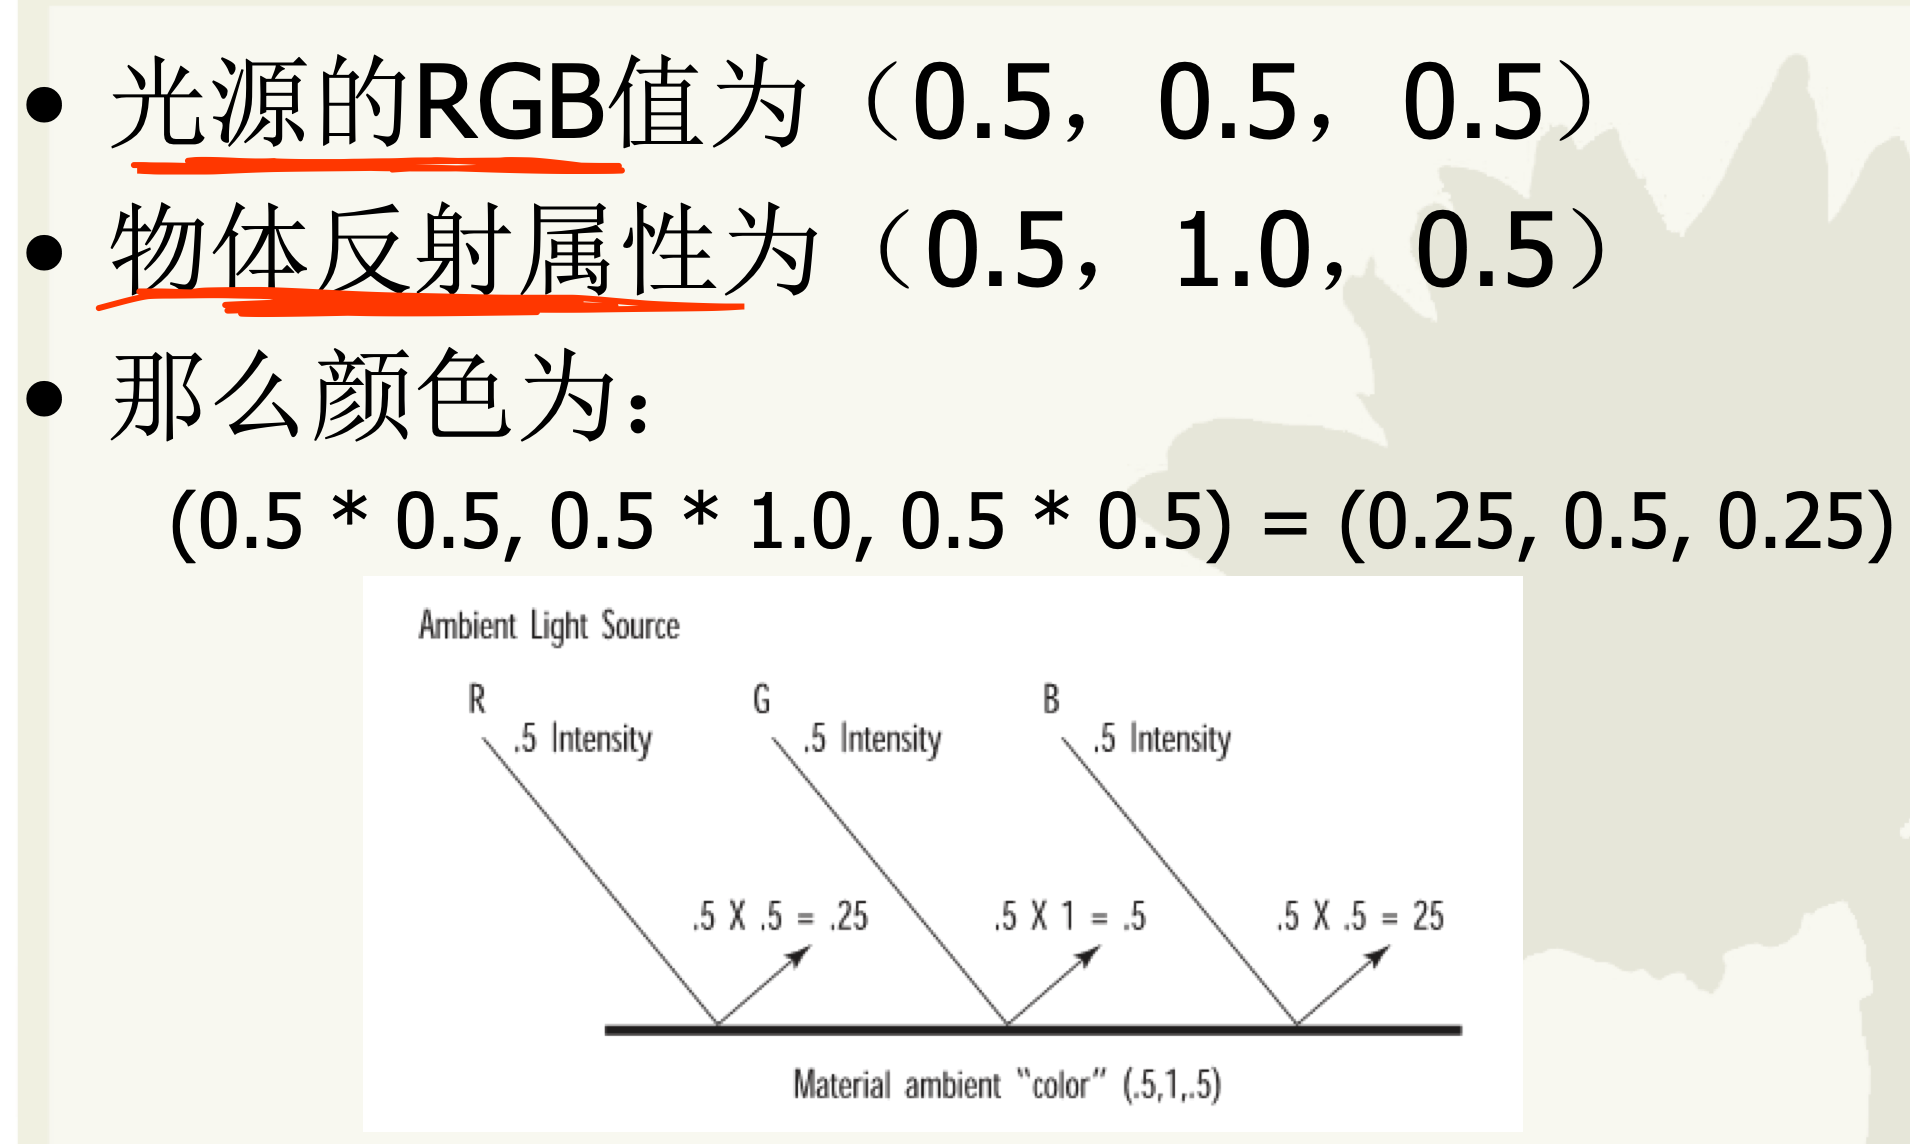 • 光源的RGB值为（0.5，0.5，0.5）
• 物体反射属性为（0.5，1.0，0.5）
• 那么颜色为：
(0.5 * 0.5, 0.5 * 1.0, 0.5 * 0.5) = (0.25, 0.5, 0.25)
Ambient Light Source
R G B
.5 Intensity .5 Intensity .5 Intensity
.5 X .5 = .25 .5 X 1 = .5 .5 X .5 = 25
Material ambient “color” (.5,1,.5)